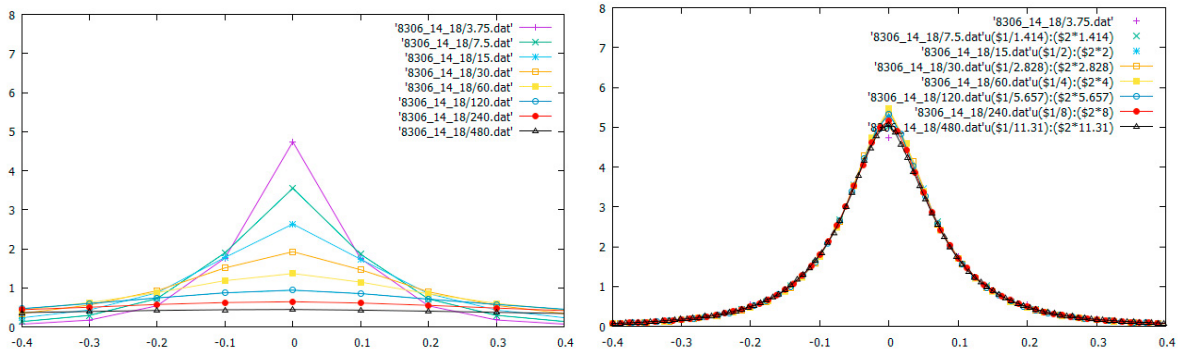 8
7
6
5
4
3
2
1
0
-0.4 -0.3 -0.2 -0.1 0 0.1 0.2 0.3 0.4
'8306_14_18/3.75.dat'
'8306_14_18/7.5.dat'
'8306_14_18/15.dat'
'8306_14_18/30.dat'
'8306_14_18/60.dat'
'8306_14_18/120.dat'
'8306_14_18/240.dat'
'8306_14_18/480.dat'
8
7
6
5
4
3
2
1
0
-0.4 -0.3 -0.2 -0.1 0 0.1 0.2 0.3 0.4
'8306_14_18/3.75.dat'
'8306_14_18/7.5.dat'u($1/1.414):($2*1.414)
'8306_14_18/15.dat'u($1/2):($2*2)
'8306_14_18/30.dat'u($1/2.828):($2*2.828)
'8306_14_18/60.dat'u($1/4):($2*4)
'8306_14_18/120.dat'u($1/5.657):($2*5.657)
'8306_14_18/240.dat'u($1/8):($2*8)
_14_18/480.dat'u($1/11.31):($2*11.31)